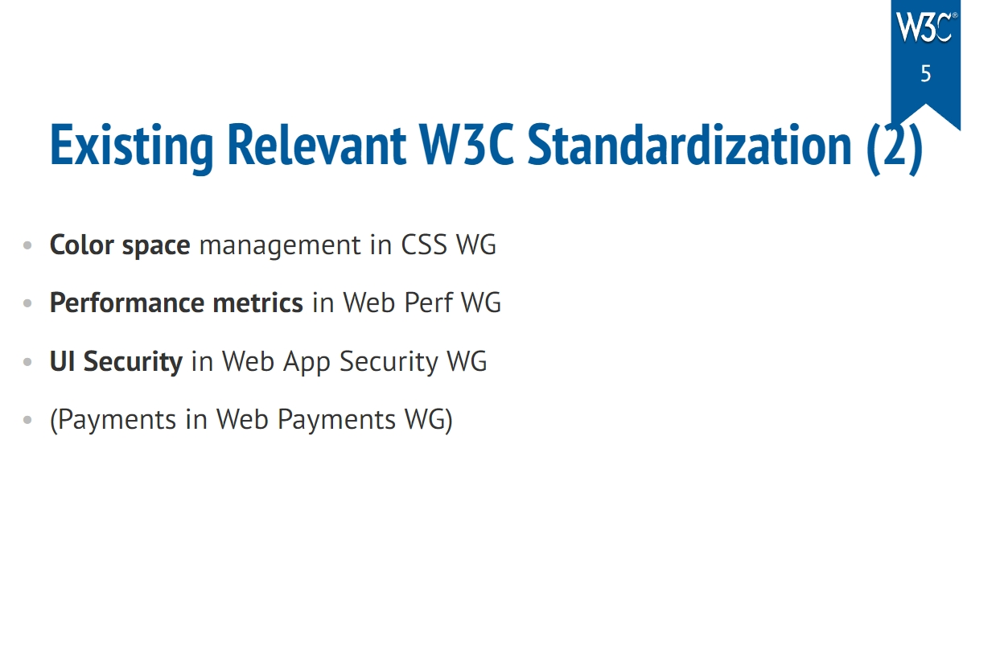 W3C®
5
Existing Relevant W3C Standardization (2)
• Color space management in CSS WG
• Performance metrics in Web Perf WG
• UI Security in Web App Security WG
• (Payments in Web Payments WG)